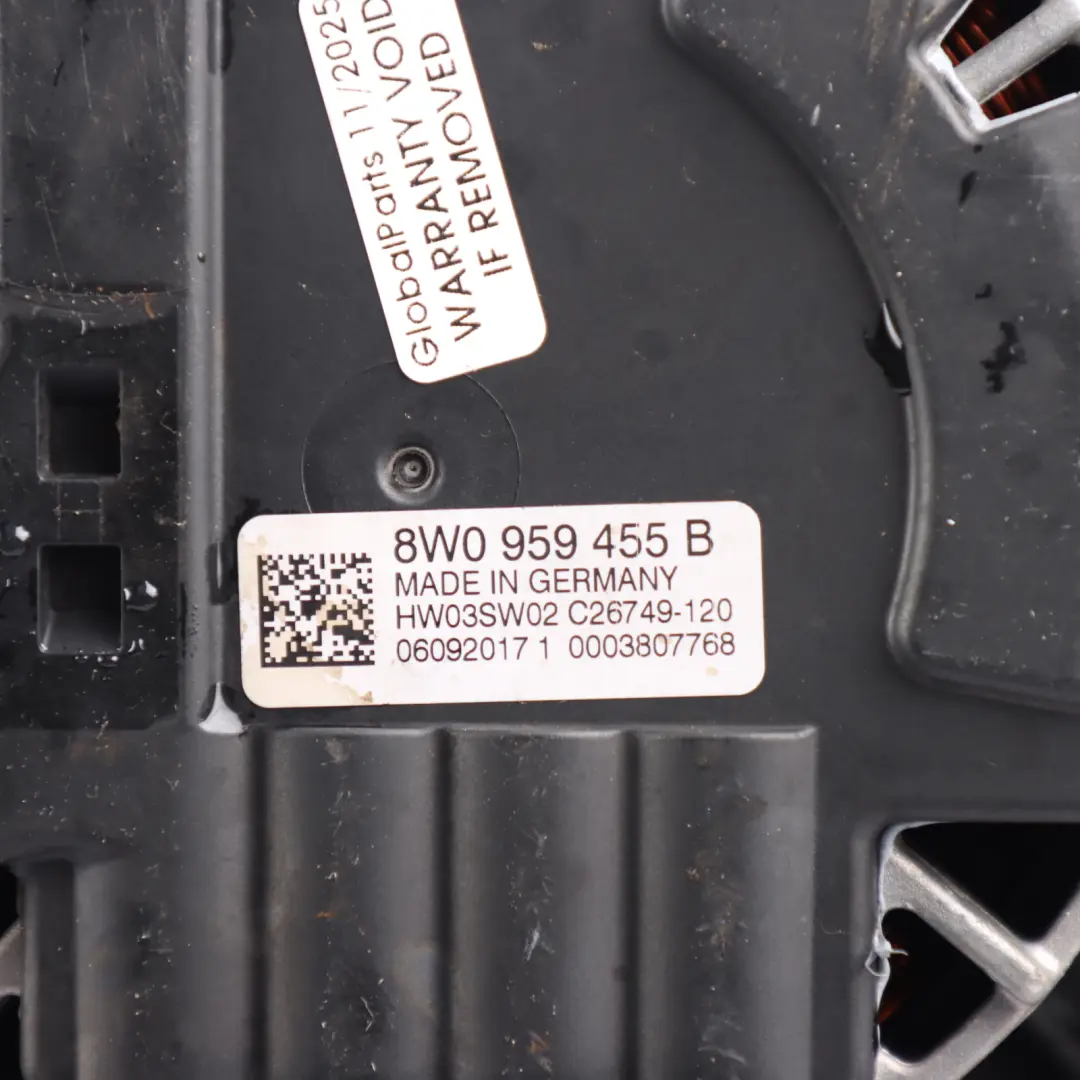 GlobalParts 11/2025
WARRANTY VOID
IF REMOVED
8W0 959 455 B
MADE IN GERMANY
HW03SW02 C26749-120
06092017 1 0003807768